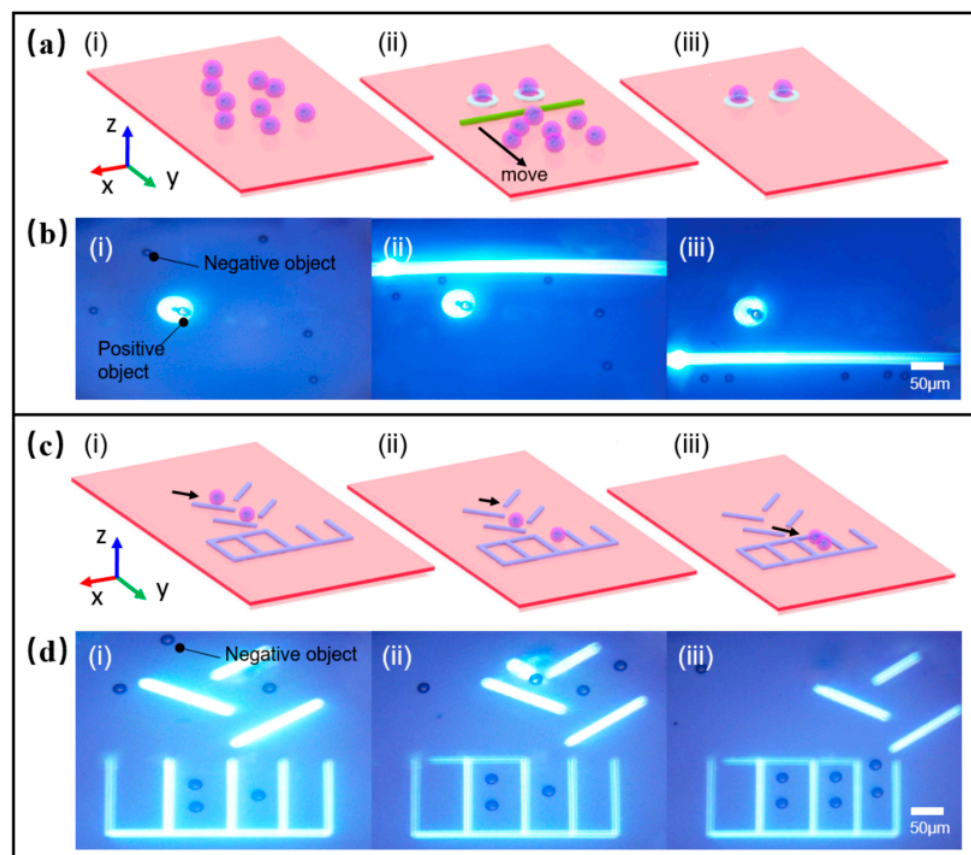 (a) (i) (ii) (iii)
z
x
y
move
(b) (i) (ii) (iii)
Negative object
Positive
object
50μm
(c) (i) (ii) (iii)
z
x
y
(d) (i) (ii) (iii)
Negative object
50μm